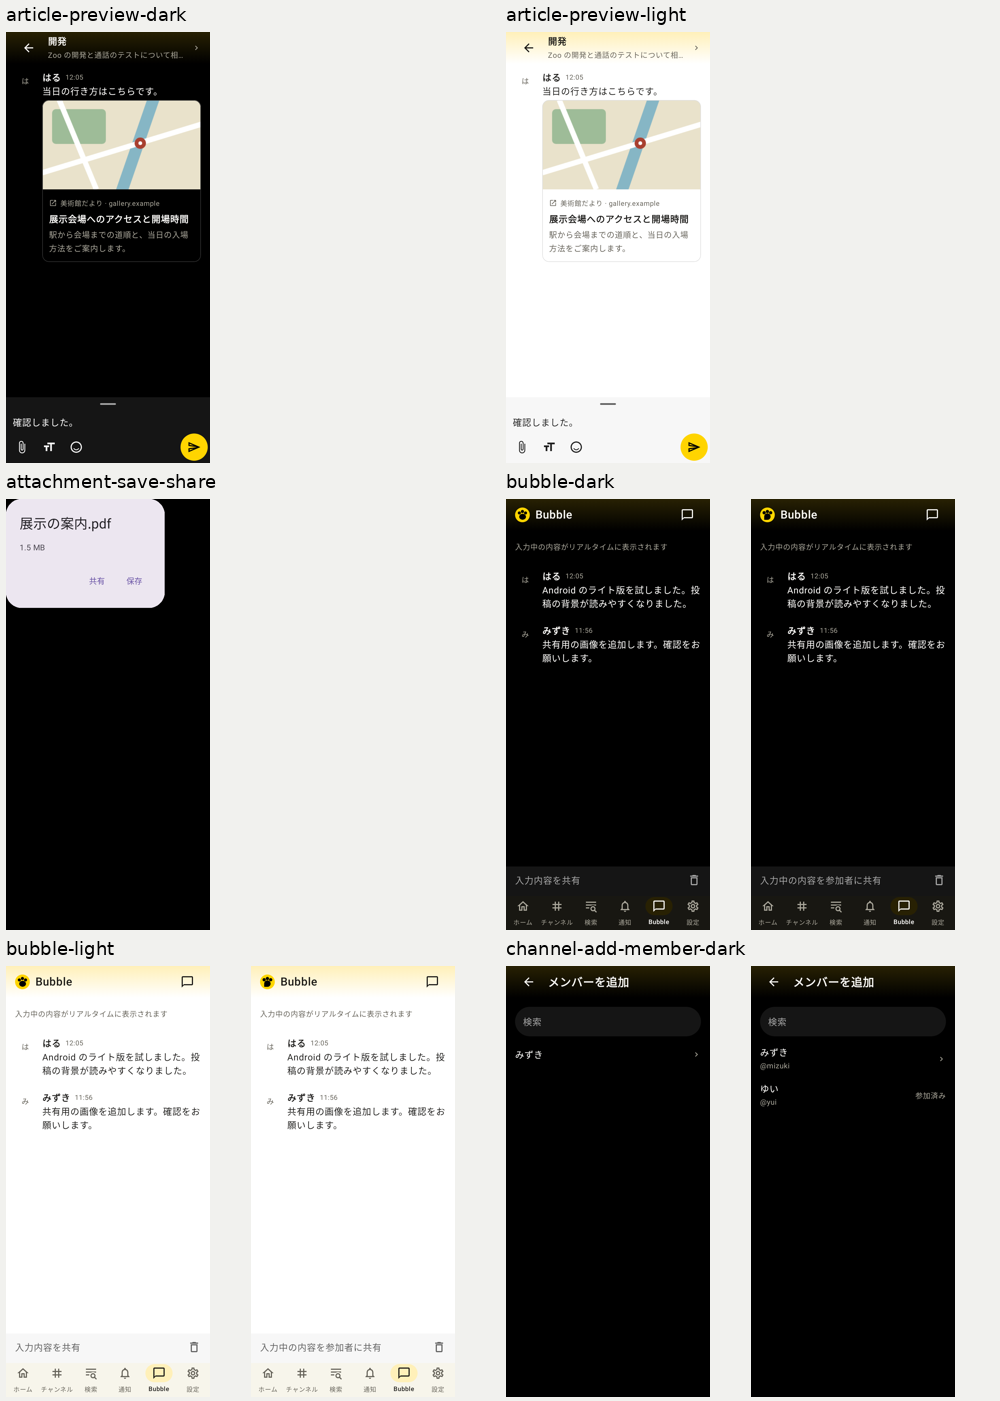 article-preview-dark
開発
Zoo の開発と通話のテストについて相…
は
はる 12:05
当日の行き方はこちらです。
美術館だより · gallery.example
展示会場へのアクセスと開場時間
駅から会場までの道順と、当日の入場
方法をご案内します。
確認しました。
article-preview-light
開発
Zoo の開発と通話のテストについて相…
は
はる 12:05
当日の行き方はこちらです。
美術館だより · gallery.example
展示会場へのアクセスと開場時間
駅から会場までの道順と、当日の入場
方法をご案内します。
確認しました。
attachment-save-share
展示の案内.pdf
1.5 MB
共有 保存
bubble-dark
Bubble
入力中の内容がリアルタイムに表示されます
は
はる 12:05
Android のライト版を試しました。投
稿の背景が読みやすくなりました。
み
みずき 11:56
共有用の画像を追加します。確認をお
願いします。
入力内容を共有
ホーム チャンネル 検索 通知 Bubble 設定
Bubble
入力中の内容がリアルタイムに表示されます
は
はる 12:05
Android のライト版を試しました。投
稿の背景が読みやすくなりました。
み
みずき 11:56
共有用の画像を追加します。確認をお
願いします。
入力中の内容を参加者に共有
ホーム チャンネル 検索 通知 Bubble 設定
bubble-light
Bubble
入力中の内容がリアルタイムに表示されます
は
はる 12:05
Android のライト版を試しました。投
稿の背景が読みやすくなりました。
み
みずき 11:56
共有用の画像を追加します。確認をお
願いします。
入力内容を共有
ホーム チャンネル 検索 通知 Bubble 設定
Bubble
入力中の内容がリアルタイムに表示されます
は
はる 12:05
Android のライト版を試しました。投
稿の背景が読みやすくなりました。
み
みずき 11:56
共有用の画像を追加します。確認をお
願いします。
入力中の内容を参加者に共有
ホーム チャンネル 検索 通知 Bubble 設定
channel-add-member-dark
メンバーを追加
検索
みずき
メンバーを追加
検索
みずき
@mizuki
ゆい
@yui
参加済み